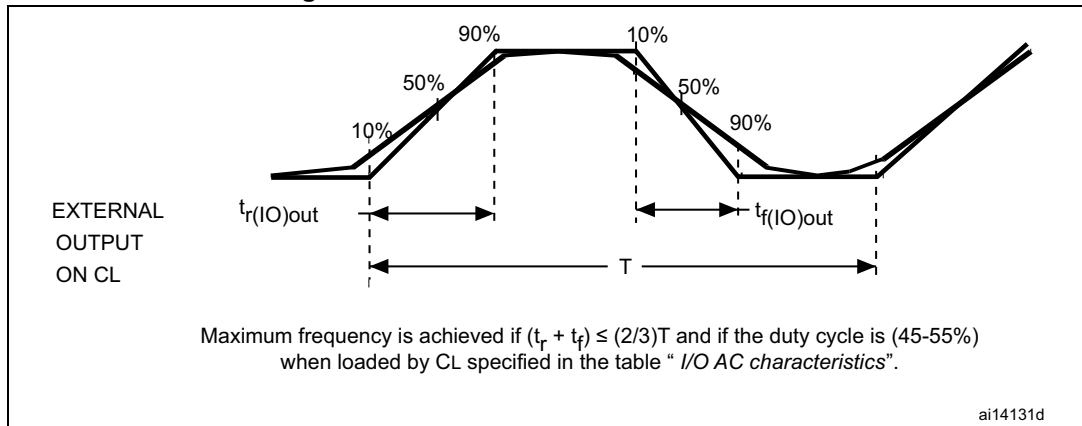 90%
10%
50%
50%
10%
90%
EXTERNAL
OUTPUT
ON CL
tr(IO)out
tf(IO)out
T
Maximum frequency is achieved if (tr + tf) ≤ (2/3)T and if the duty cycle is (45-55%)
when loaded by CL specified in the table “ I/O AC characteristics”.
ai14131d